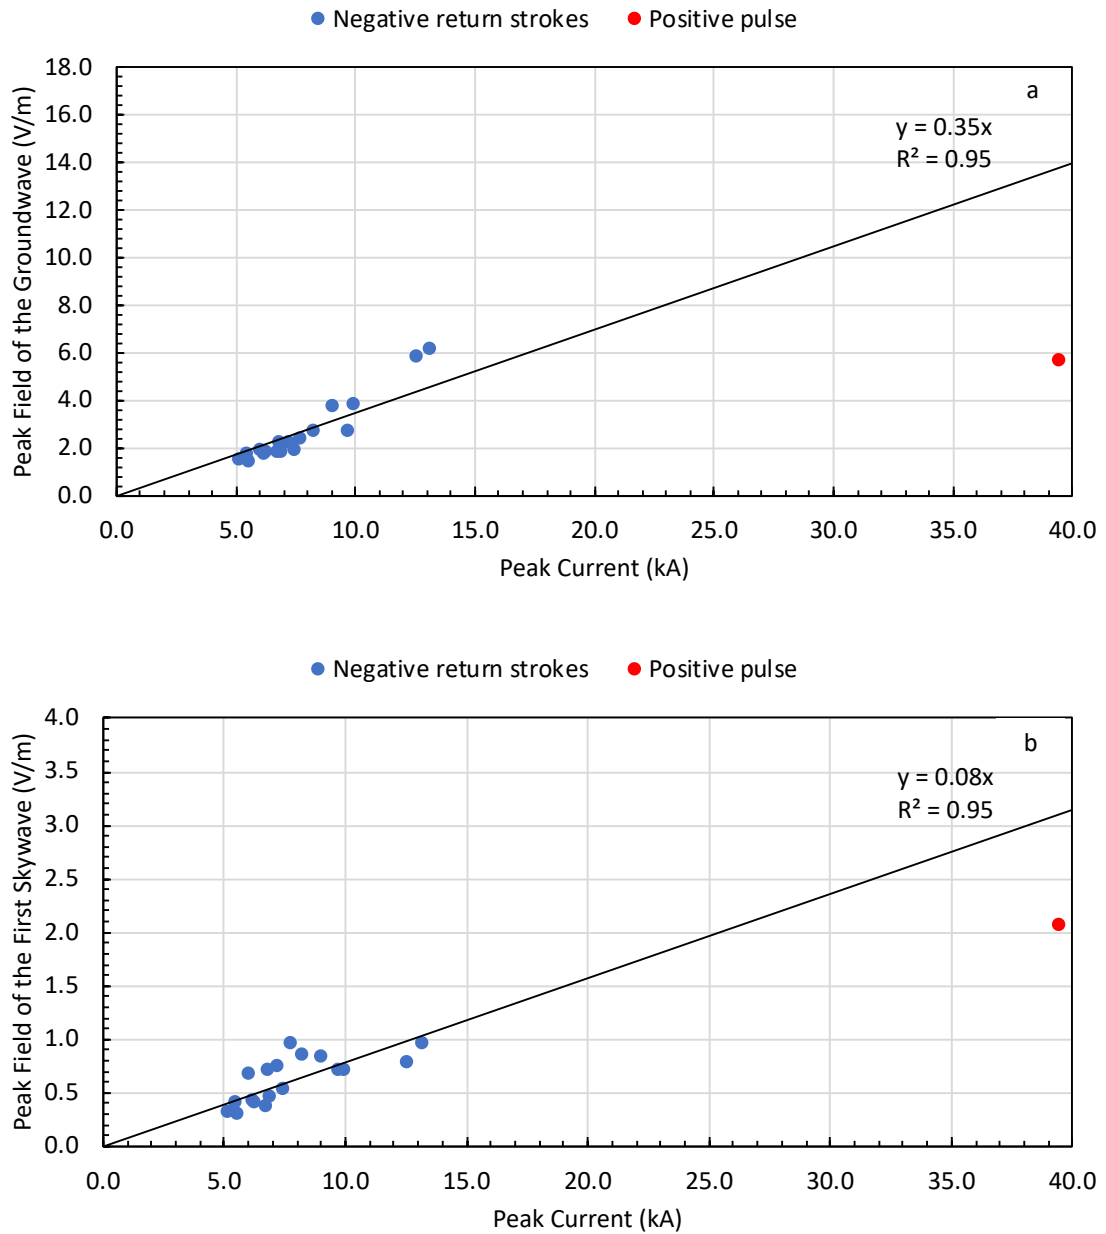 Negative return strokes Positive pulse
a
y = 0.35x
R² = 0.95
Peak Field of the Groundwave (V/m)
18.0
16.0
14.0
12.0
10.0
8.0
6.0
4.0
2.0
0.0
0.0 5.0 10.0 15.0 20.0 25.0 30.0 35.0 40.0
Peak Current (kA)
Negative return strokes Positive pulse
b
y = 0.08x
R² = 0.95
Peak Field of the First Skywave (V/m)
4.0
3.5
3.0
2.5
2.0
1.5
1.0
0.5
0.0
0.0 5.0 10.0 15.0 20.0 25.0 30.0 35.0 40.0
Peak Current (kA)